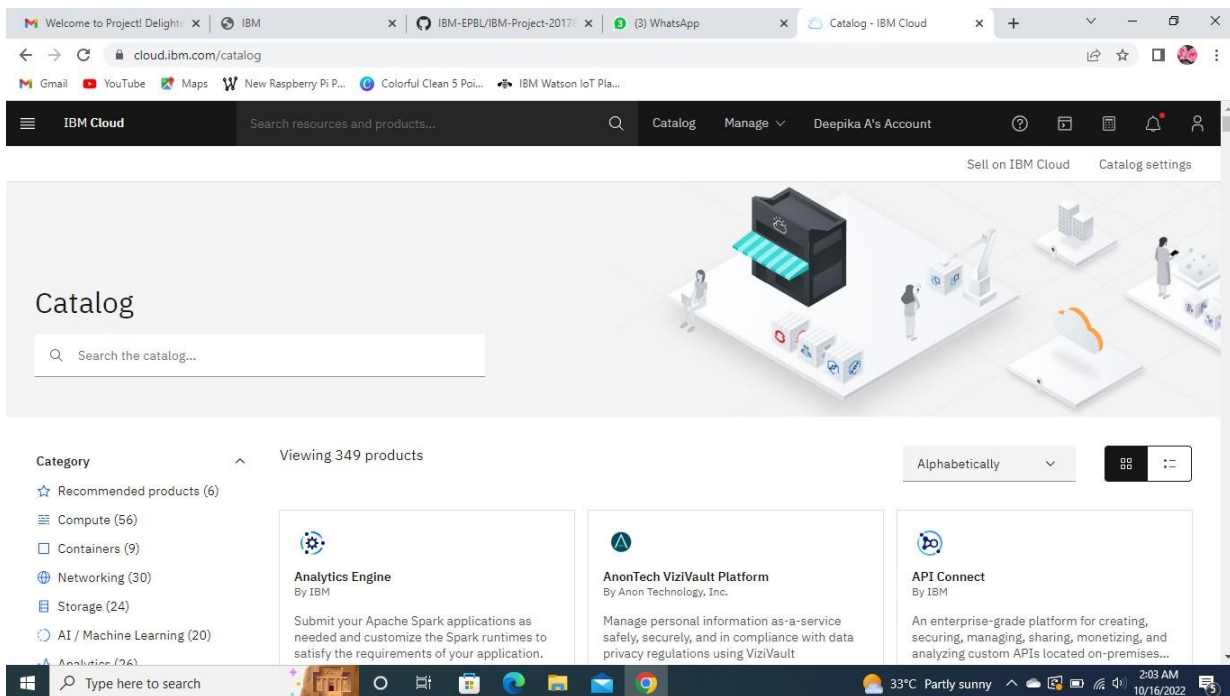 Welcome to Project! Delighte
IBM
IBM-EPBL/IBM-Project-20178
(3) WhatsApp
Catalog - IBM Cloud
cloud.ibm.com/catalog
Gmail
YouTube
Maps
New Raspberry Pi P...
Colorful Clean 5 Poi...
IBM Watson IoT Pla...
IBM Cloud
Search resources and products...
Catalog
Manage
Deepika A's Account
Sell on IBM Cloud
Catalog settings
Catalog
Search the catalog...
Category
Recommended products (6)
Compute (56)
Containers (9)
Networking (30)
Storage (24)
AI / Machine Learning (20)
Analytics (26)
Viewing 349 products
Alphabetically
Analytics Engine
By IBM
Submit your Apache Spark applications as
needed and customize the Spark runtimes to
satisfy the requirements of your application.
AnonTech ViziVault Platform
By Anon Technology, Inc.
Manage personal information as-a-service
safely, securely, and in compliance with data
privacy regulations using ViziVault
API Connect
By IBM
An enterprise-grade platform for creating,
securing, managing, sharing, monetizing, and
analyzing custom APIs located on-premises...
Type here to search
33°C Partly sunny
2:03 AM
10/16/2022